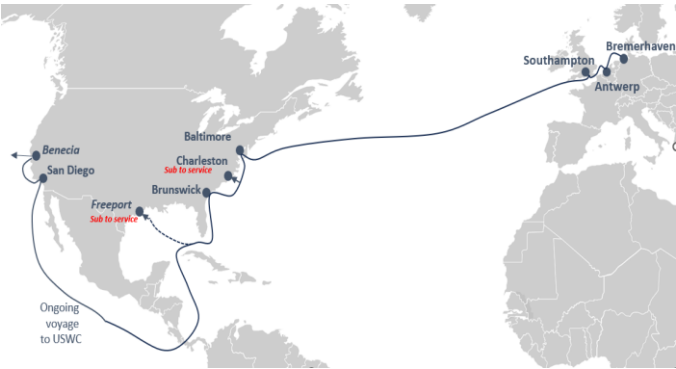 Bremerhaven
Southampton
Antwerp
Baltimore
Benecia
Charleston
Sub to service
San Diego
Brunswick
Freeport
Sub to service
Ongoing
voyage
to USWC